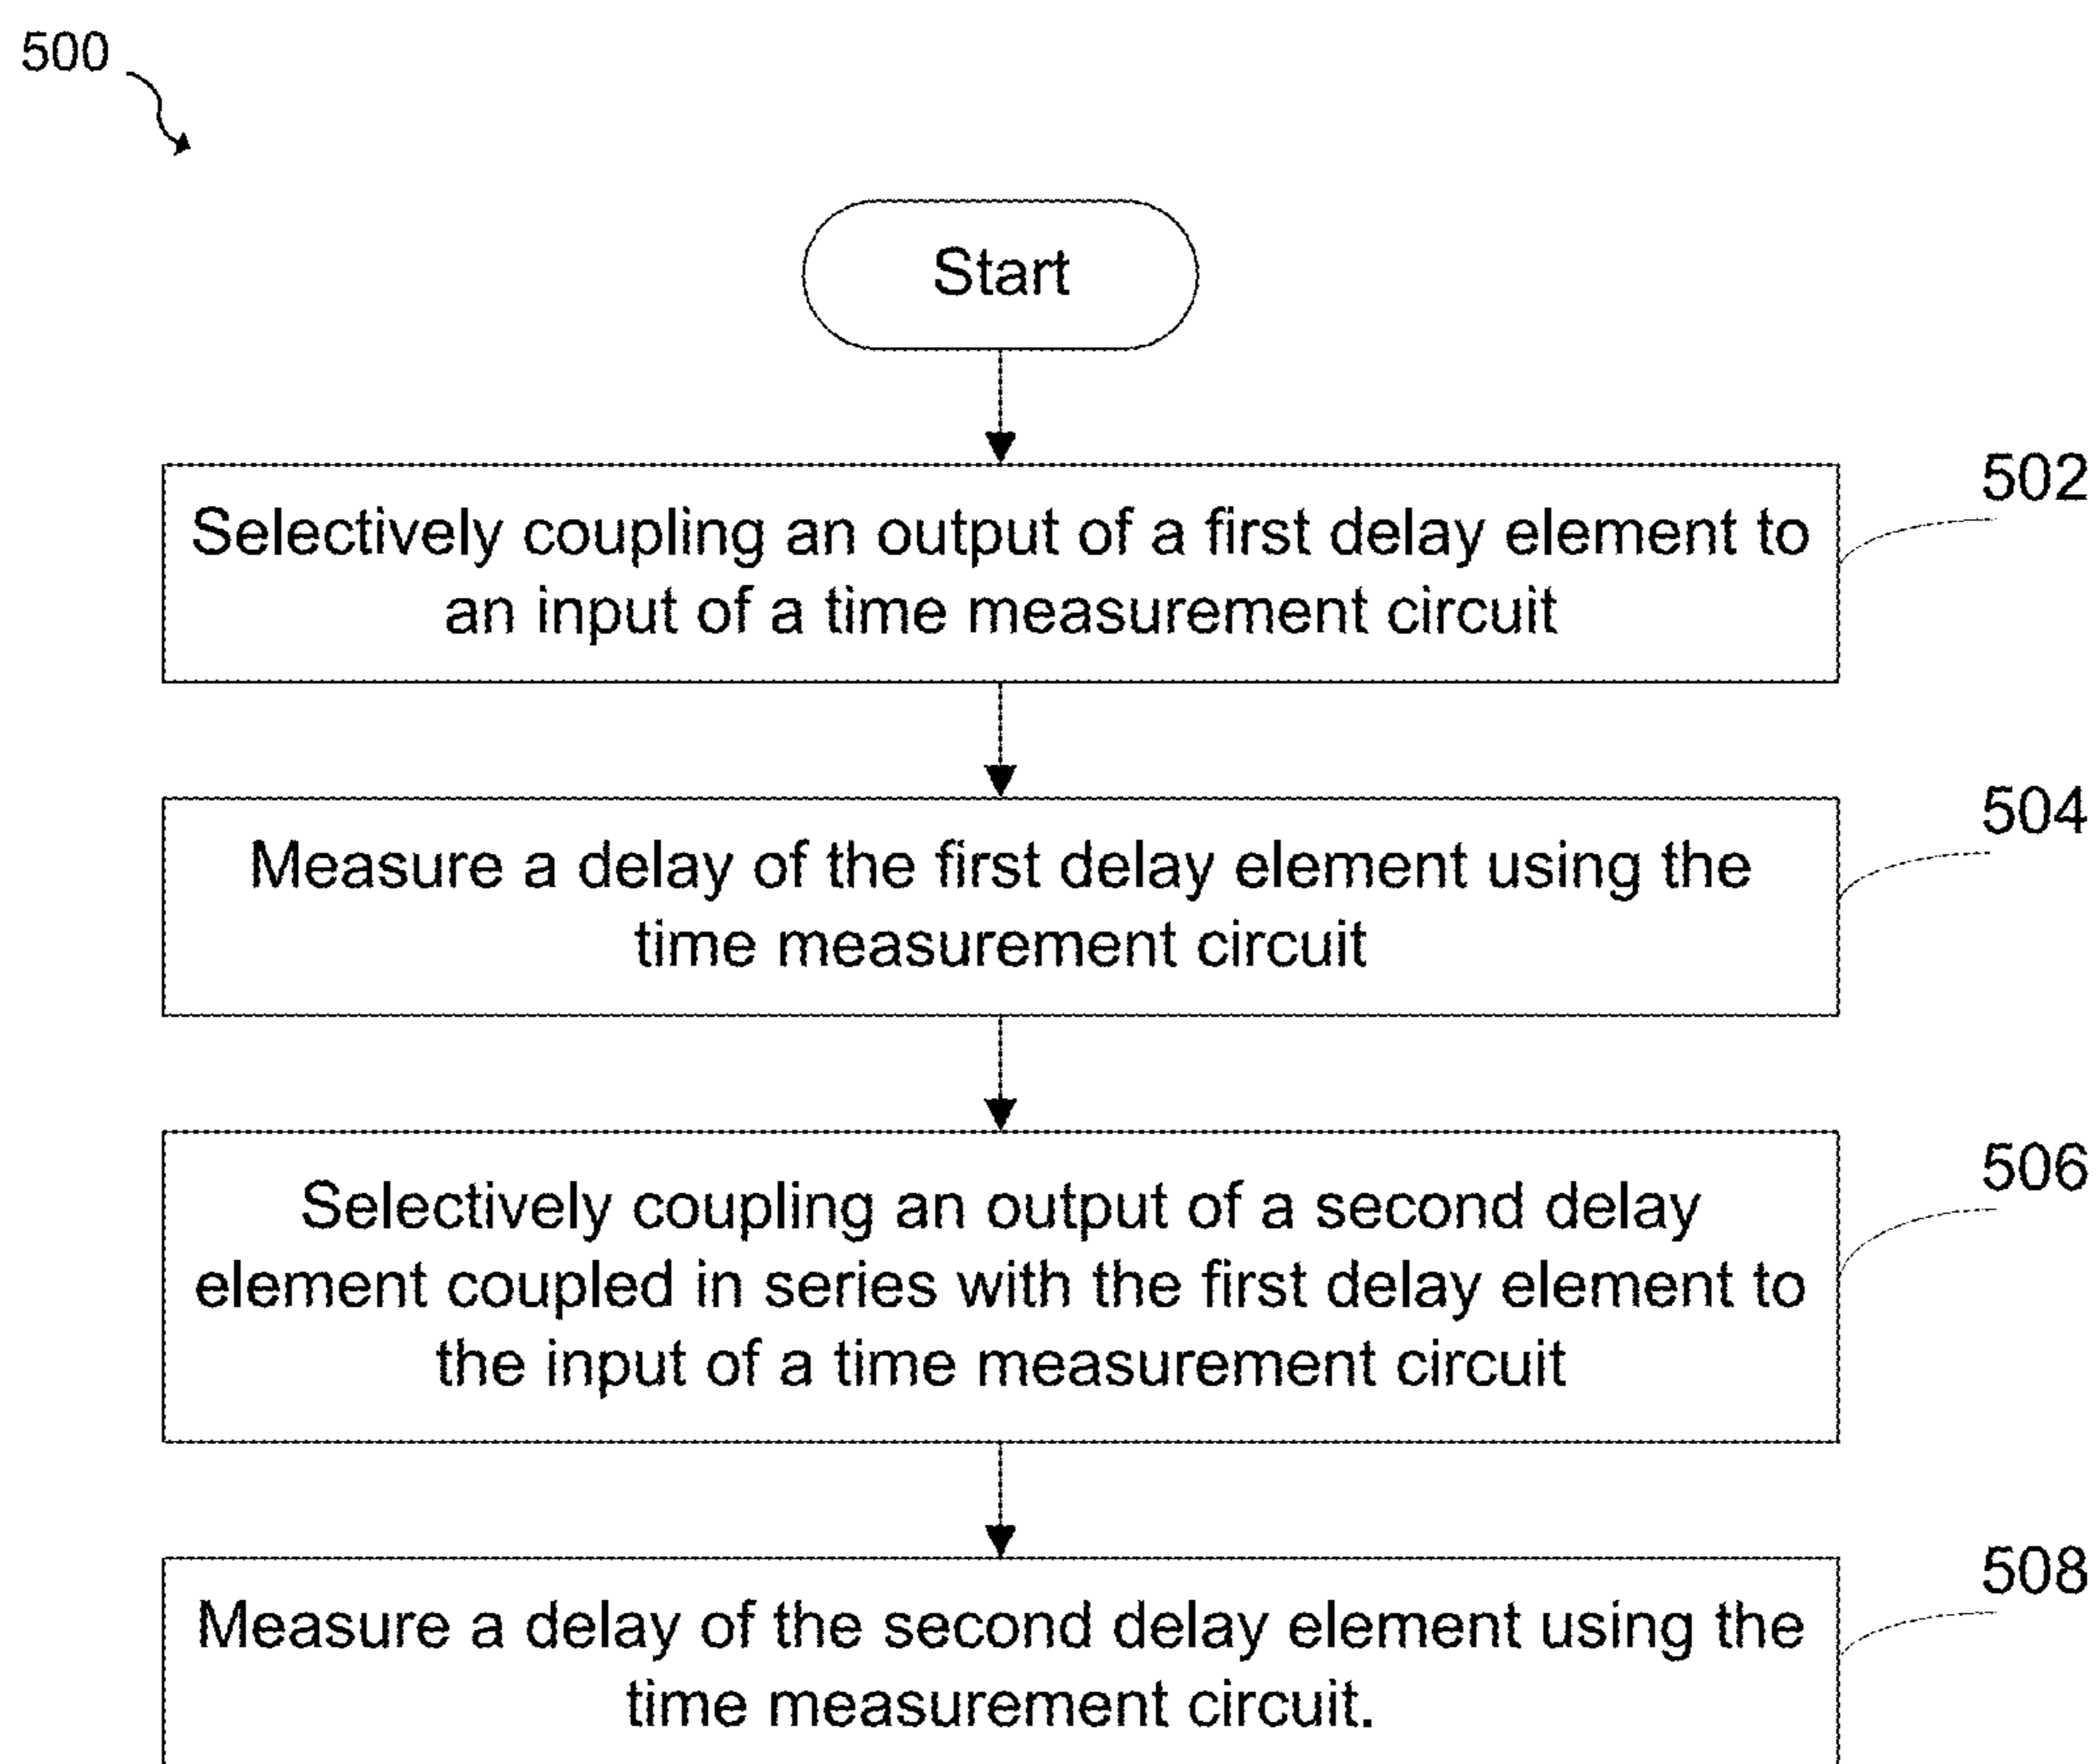 500
Start
502
Selectively coupling an output of a first delay element to
an input of a time measurement circuit
504
Measure a delay of the first delay element using the
time measurement circuit
506
Selectively coupling an output of a second delay
element coupled in series with the first delay element to
the input of a time measurement circuit
508
Measure a delay of the second delay element using the
time measurement circuit.